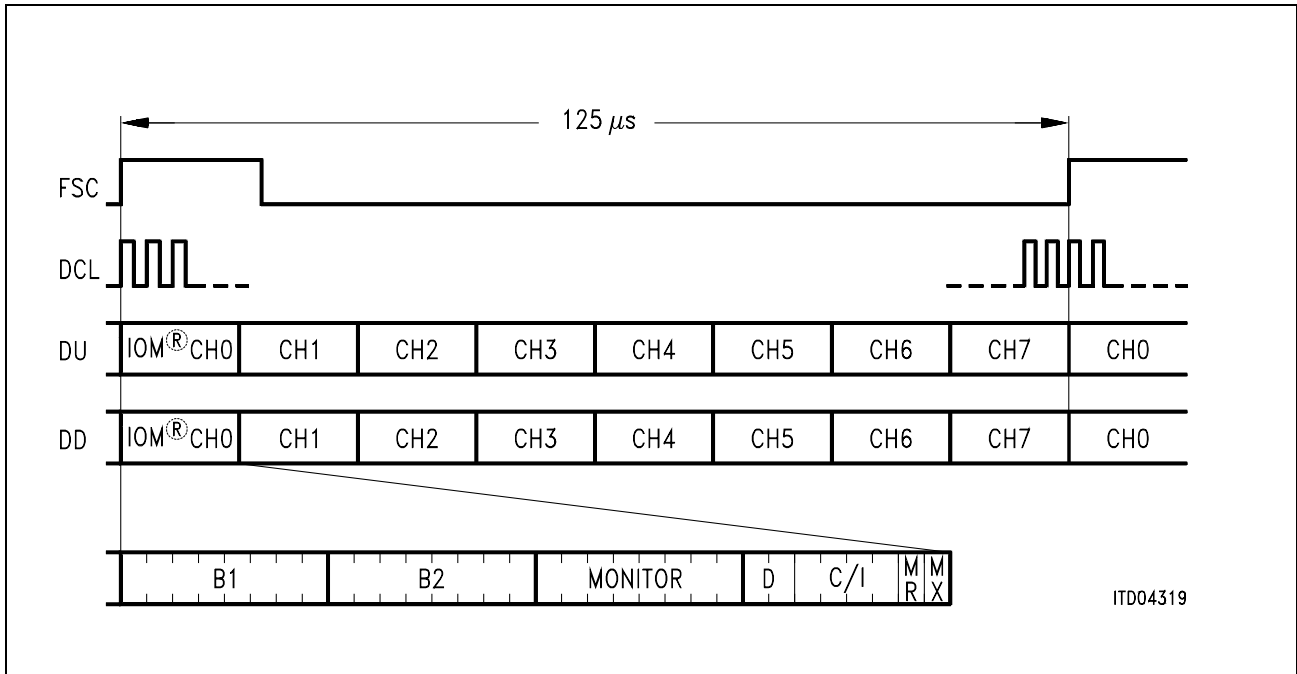 125 μs
FSC
DCL
DU IOM® CH0 CH1 CH2 CH3 CH4 CH5 CH6 CH7 CH0
DD IOM® CH0 CH1 CH2 CH3 CH4 CH5 CH6 CH7 CH0
B1 B2 MONITOR D C/I MR MX
ITD04319